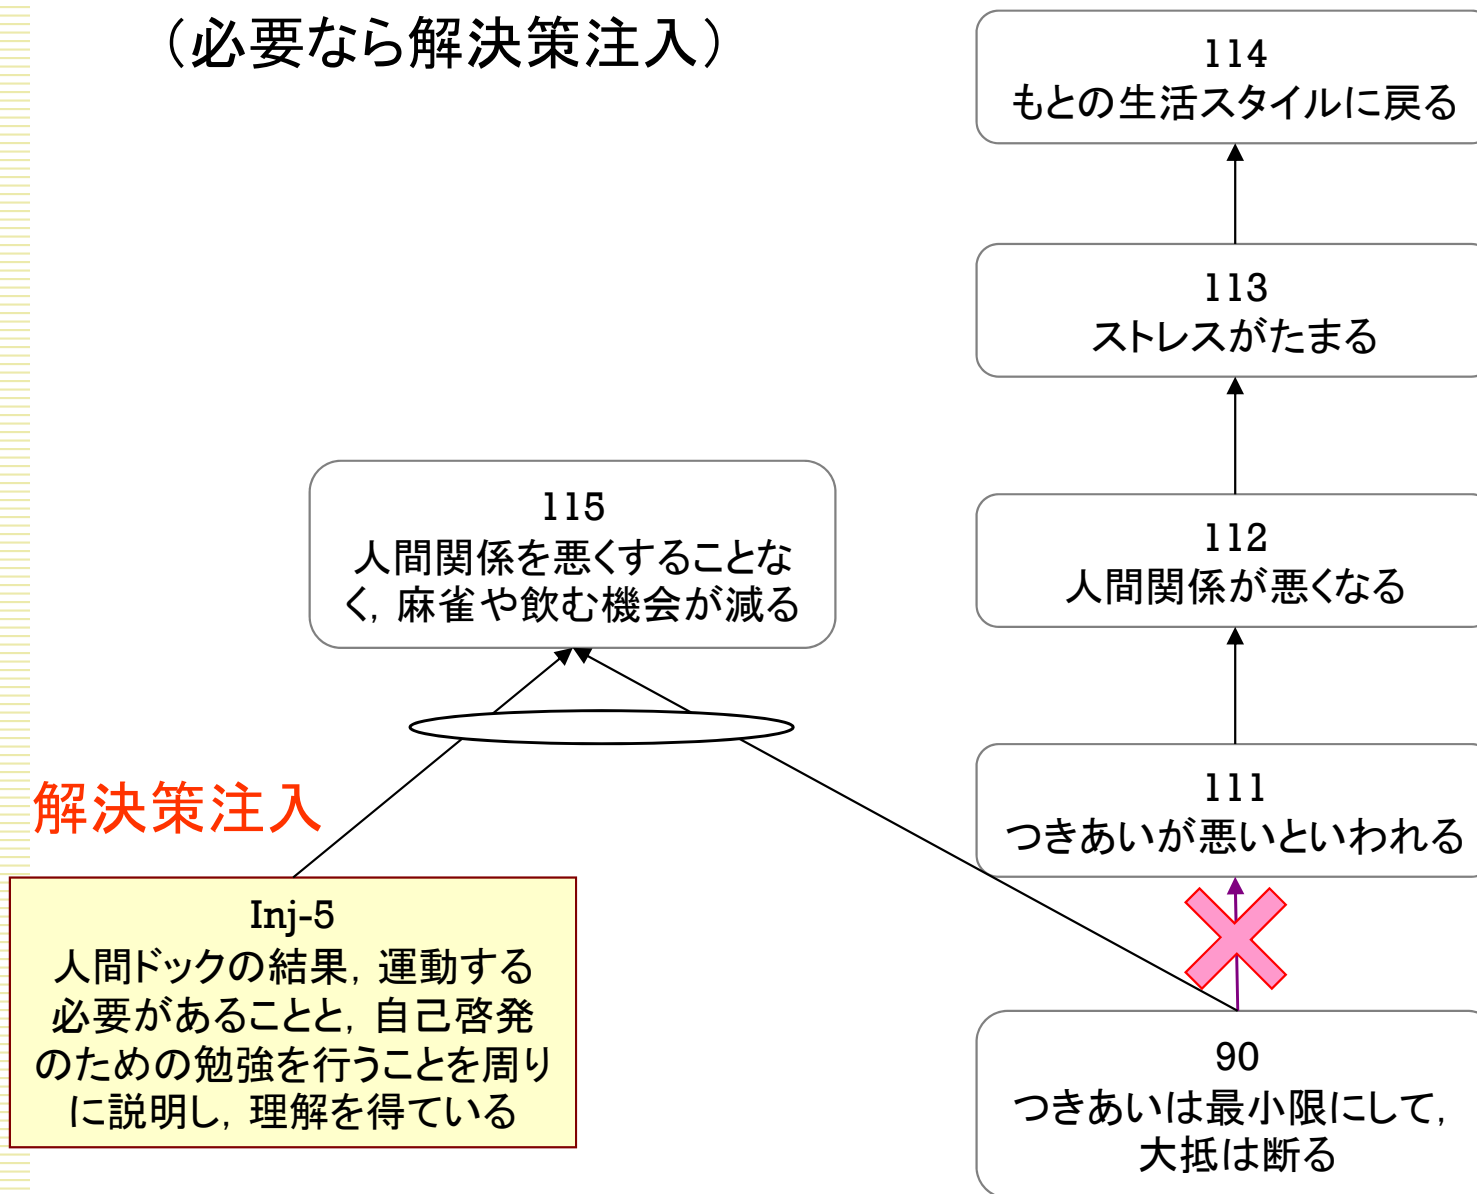 （必要なら解決策注入）
114
もとの生活スタイルに戻る
113
ストレスがたまる
115
人間関係を悪くすることな
く，麻雀や飲む機会が減る
112
人間関係が悪くなる
111
つきあいが悪いといわれる
解決策注入
Inj-5
人間ドックの結果，運動する
必要があることと，自己啓発
のための勉強を行うことを周り
に説明し，理解を得ている
90
つきあいは最小限にして，
大抵は断る